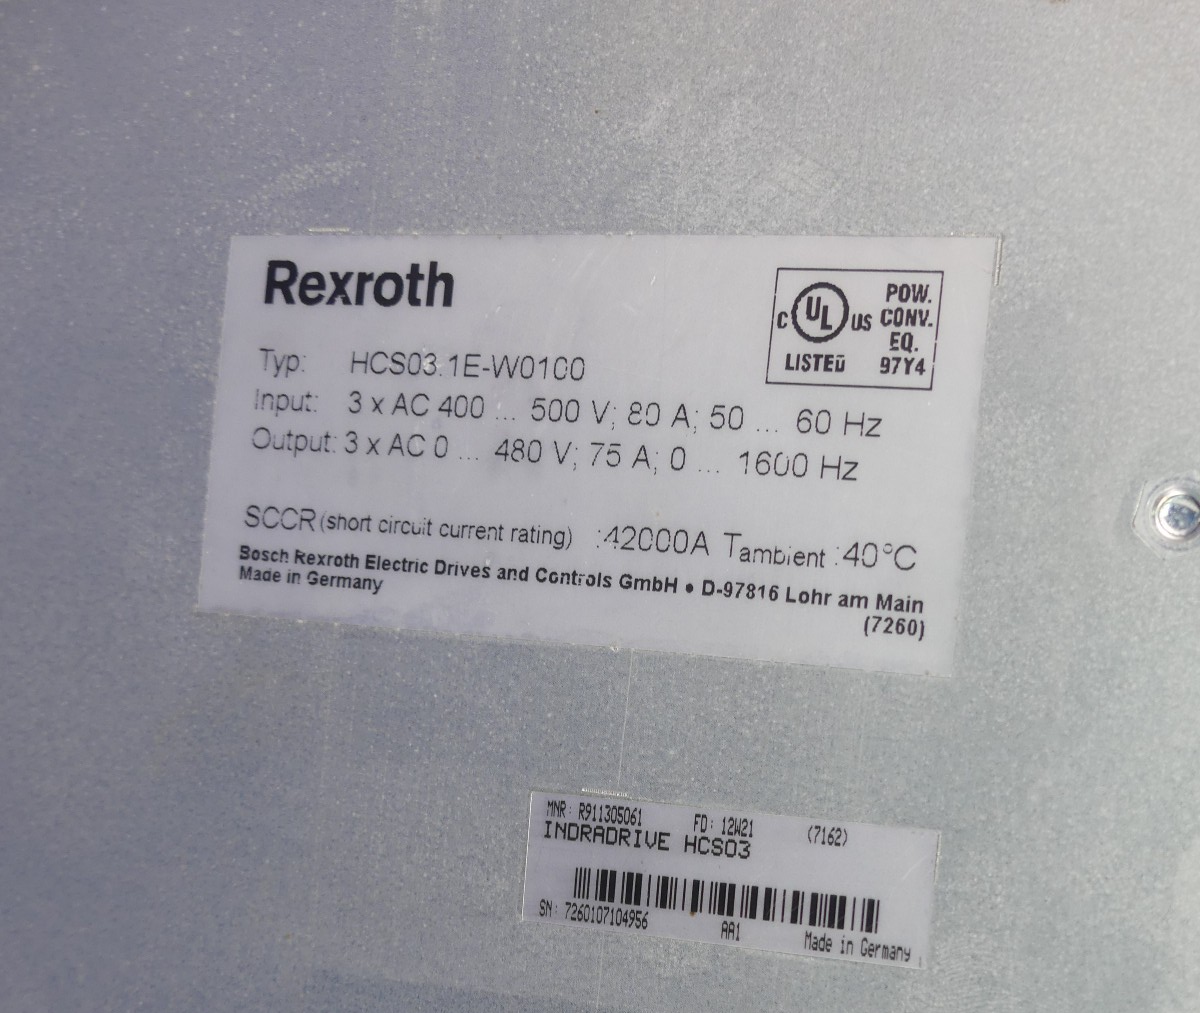 Rexroth
C UL US LISTED
POW.
CONV.
EQ.
97Y4
Typ: HCS03.1E-W0100
Input: 3 x AC 400 ... 500 V; 80 A; 50 ... 60 Hz
Output: 3 x AC 0 ... 480 V; 75 A; 0 ... 1600 Hz
SCCR (short circuit current rating) :42000A Tambient :40°C
Bosch Rexroth Electric Drives and Controls GmbH • D-97816 Lohr am Main
Made in Germany
(7260)
MNR: R911305061 FD: 12W21 (7162)
INDRADRIVE HCS03
SN: 7260107104956 AA1 Made in Germany